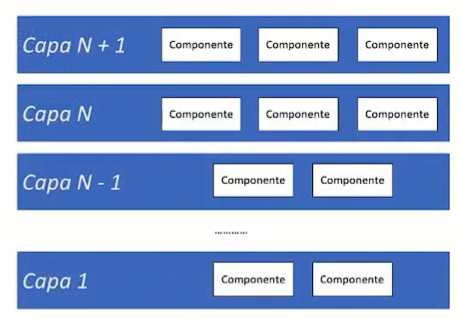 Capa N + 1 Componente Componente Componente
Capa N Componente Componente Componente
Capa N - 1 Componente Componente
............
Capa 1 Componente Componente